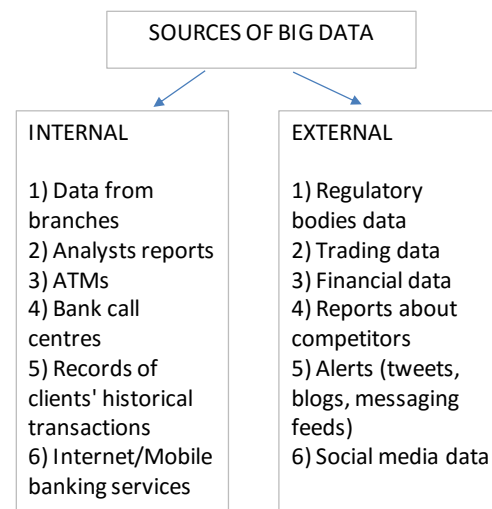 SOURCES OF BIG DATA
INTERNAL
1) Data from
branches
2) Analysts reports
3) ATMs
4) Bank call
centres
5) Records of
clients' historical
transactions
6) Internet/Mobile
banking services
EXTERNAL
1) Regulatory
bodies data
2) Trading data
3) Financial data
4) Reports about
competitors
5) Alerts (tweets,
blogs, messaging
feeds)
6) Social media data